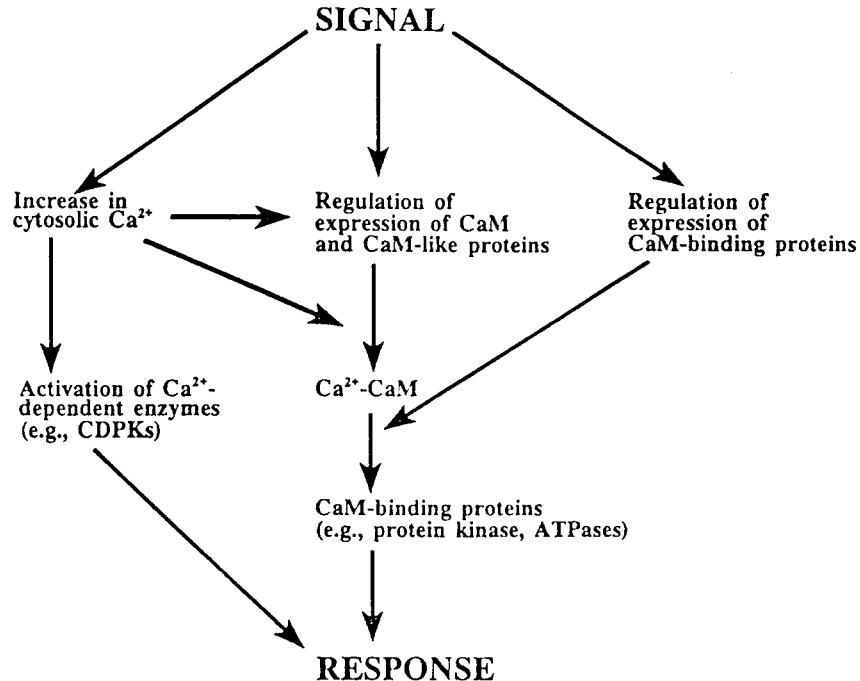 SIGNAL
Increase in
cytosolic Ca²⁺
Regulation of
expression of CaM
and CaM-like proteins
Regulation of
expression of
CaM-binding proteins
Activation of Ca²⁺-
dependent enzymes
(e.g., CDPKs)
Ca²⁺-CaM
CaM-binding proteins
(e.g., protein kinase, ATPases)
RESPONSE